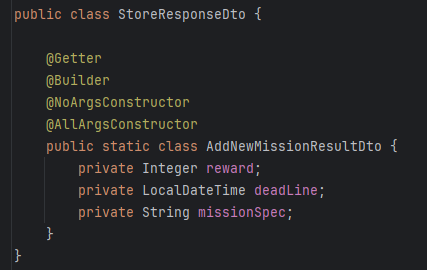 public class StoreResponseDto {
@Getter
@Builder
@NoArgsConstructor
@AllArgsConstructor
public static class AddNewMissionResultDto {
private Integer reward;
private LocalDateTime deadLine;
private String missionSpec;
}
}